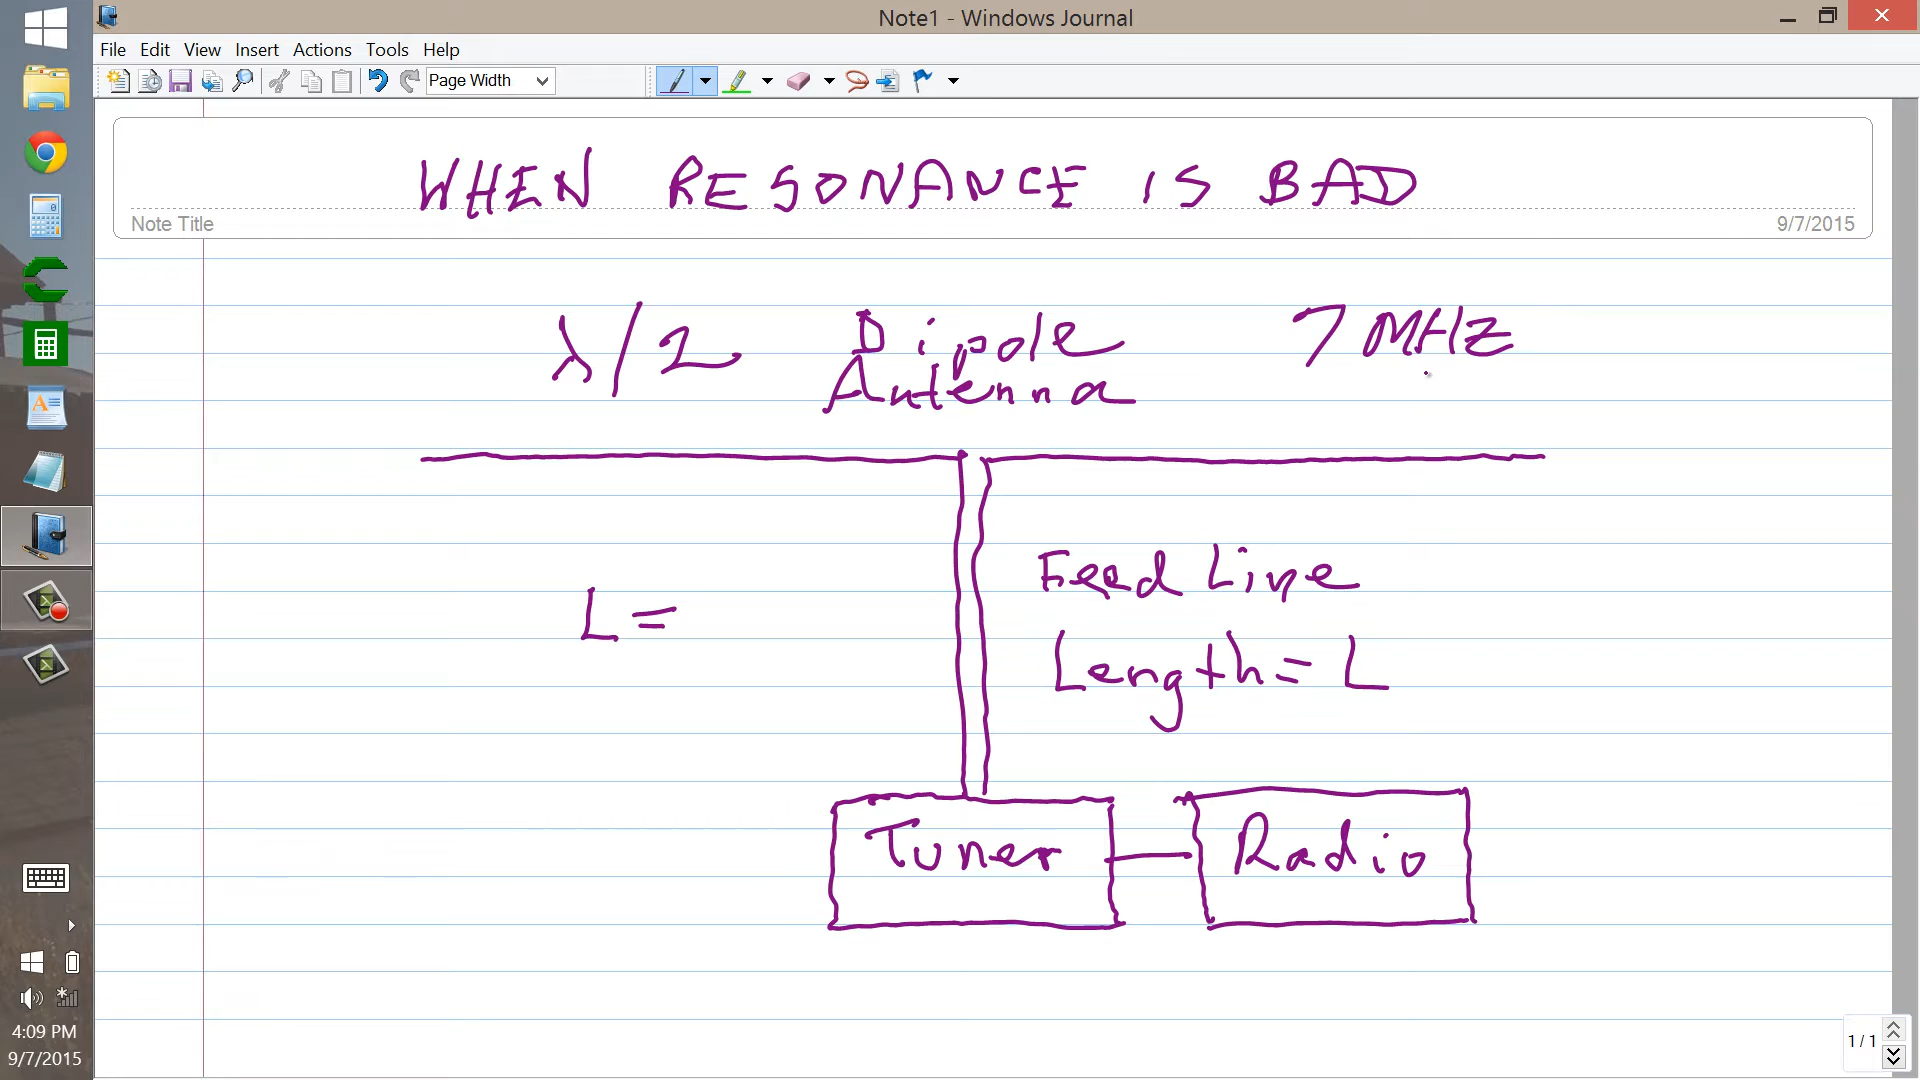 Note1 - Windows Journal
File Edit View Insert Actions Tools Help
Page Width
WHEN RESONANCE IS BAD
Note Title
9/7/2015
λ/2 Dipole Antenna 7 MHZ
Feed Line
L =
Length = L
Tuner
Radio
4:09 PM
9/7/2015
1 / 1